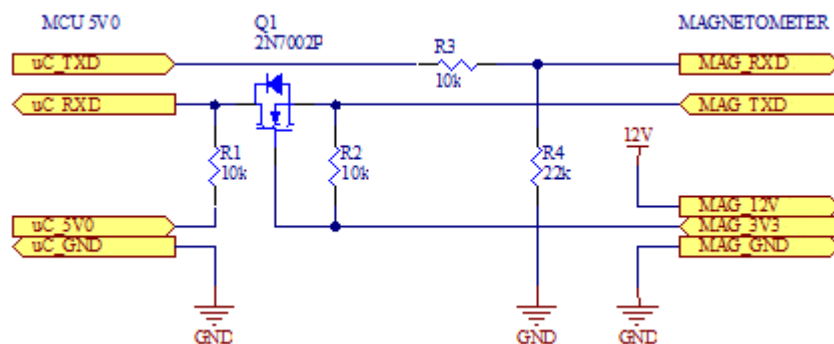 MCU 5V0
Q1
2N7002P
MAGNETOMETER
uC_TXD
R3
10k
MAG_RXD
uC_RXD
MAG_TXD
R1
10k
R2
10k
R4
22k
12V
MAG_12V
uC_5V0
MAG_3V3
uC_GND
MAG_GND
GND
GND
GND